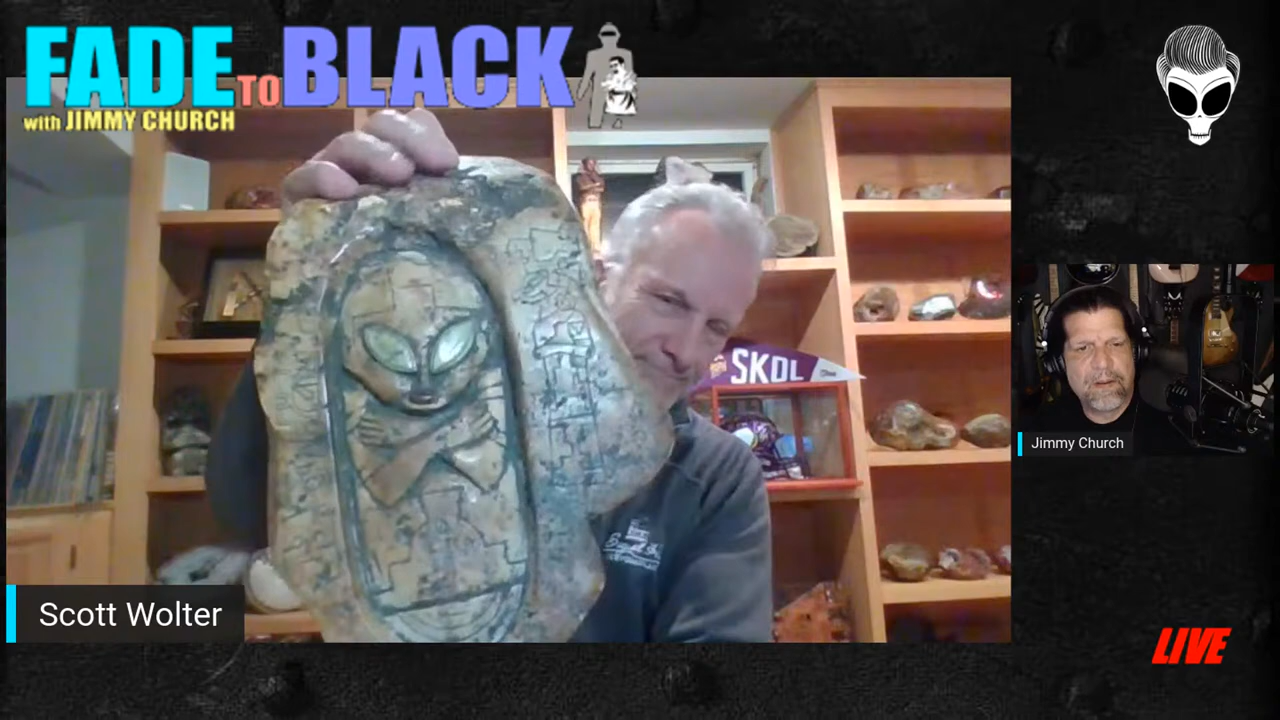 FADE TO BLACK
with JIMMY CHURCH
SKOL
Jimmy Church
Scott Wolter
LIVE